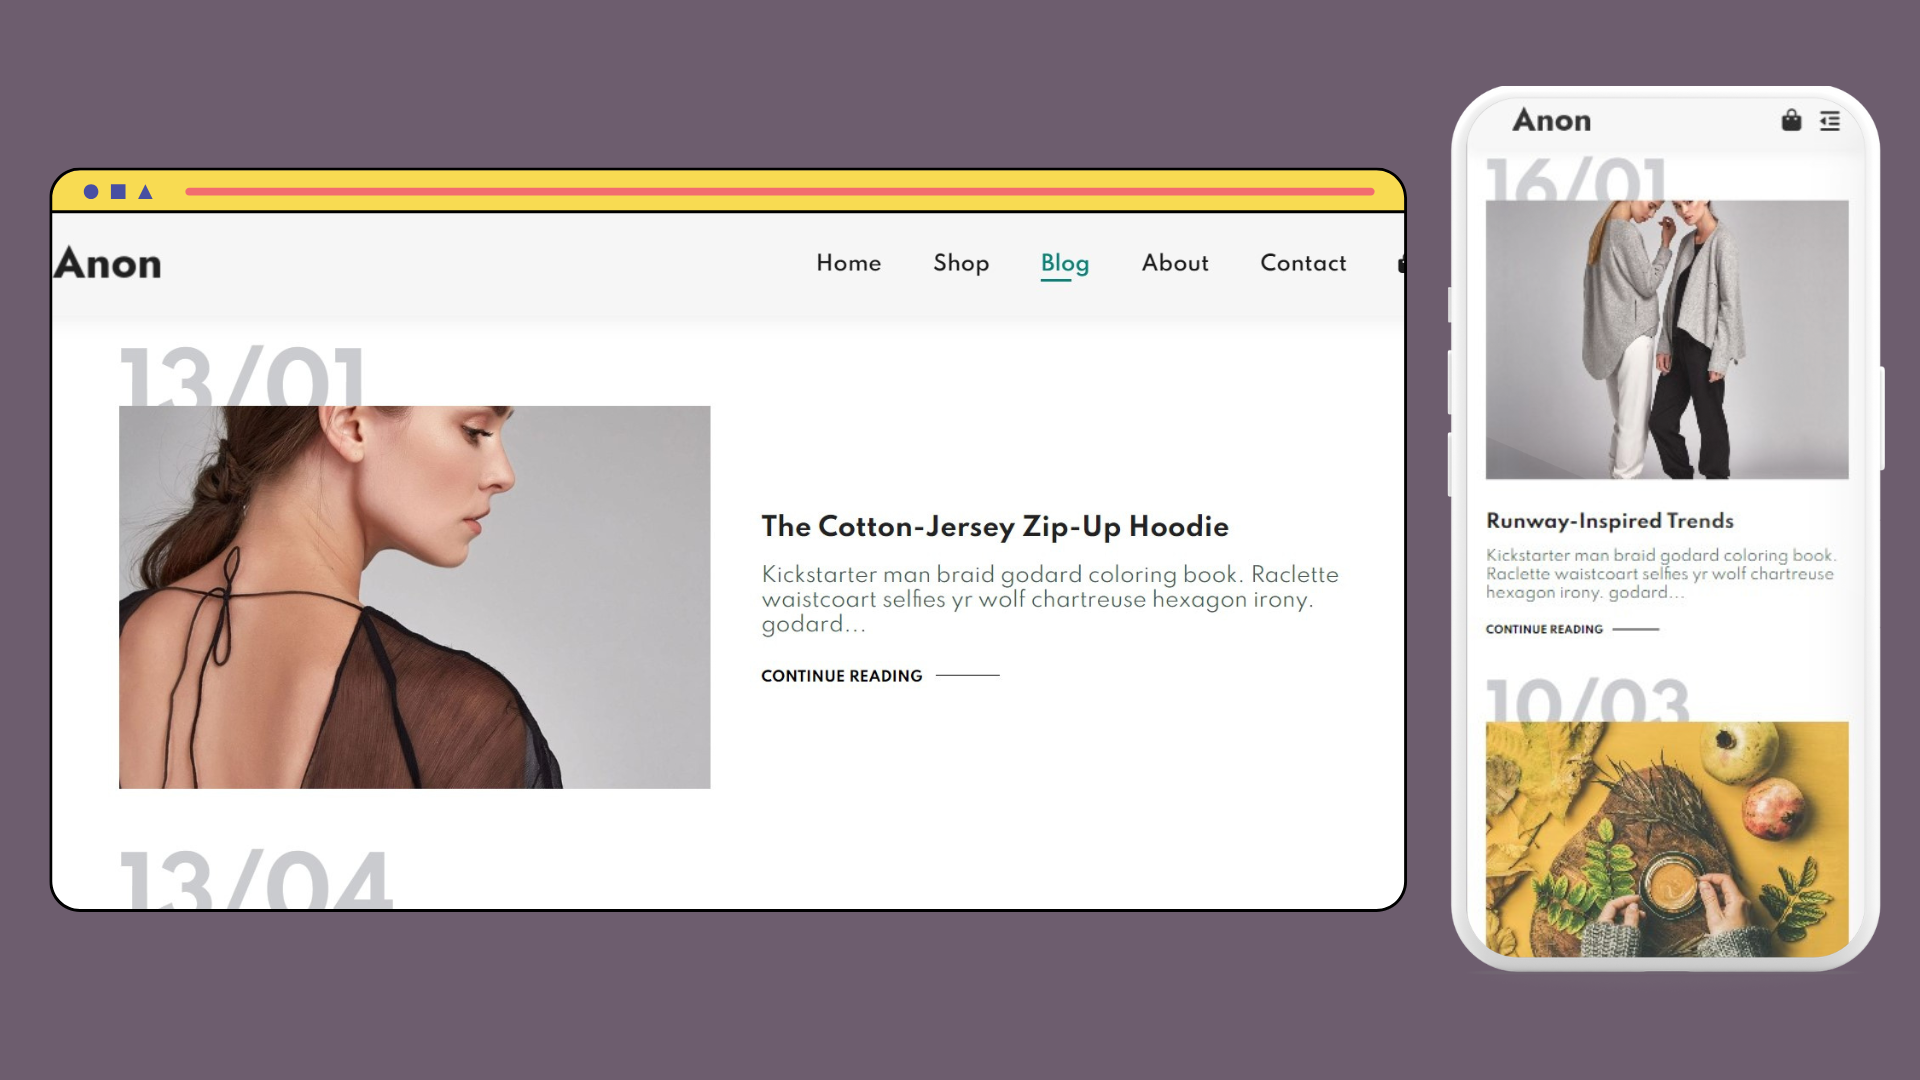 Anon
Home Shop Blog About Contact
13/01
The Cotton-Jersey Zip-Up Hoodie
Kickstarter man braid godard coloring book. Raclette
waistcoart selfies yr wolf chartreuse hexagon irony.
godard...
CONTINUE READING
13/04
Anon
16/01
Runway-Inspired Trends
Kickstarter man braid godard coloring book.
Raclette waistcoart selfies yr wolf chartreuse
hexagon irony. godard...
CONTINUE READING
10/03